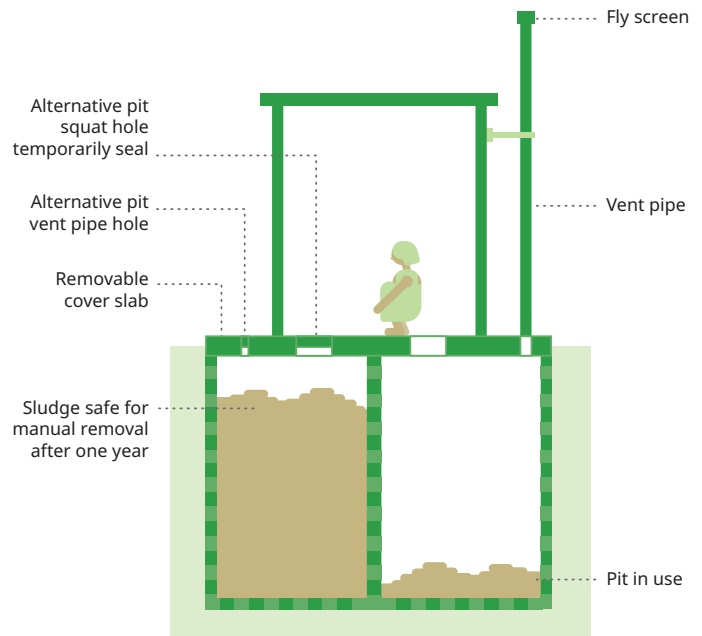 Fly screen
Alternative pit
squat hole
temporarily seal
Alternative pit
vent pipe hole
Vent pipe
Removable
cover slab
Sludge safe for
manual removal
after one year
Pit in use